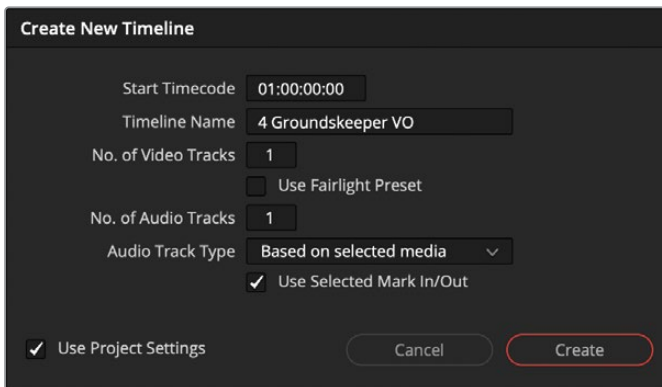 Create New Timeline
Start Timecode 01:00:00:00
Timeline Name 4 Groundskeeper VO
No. of Video Tracks 1
Use Fairlight Preset
No. of Audio Tracks 1
Audio Track Type Based on selected media
Use Selected Mark In/Out
Use Project Settings Cancel Create